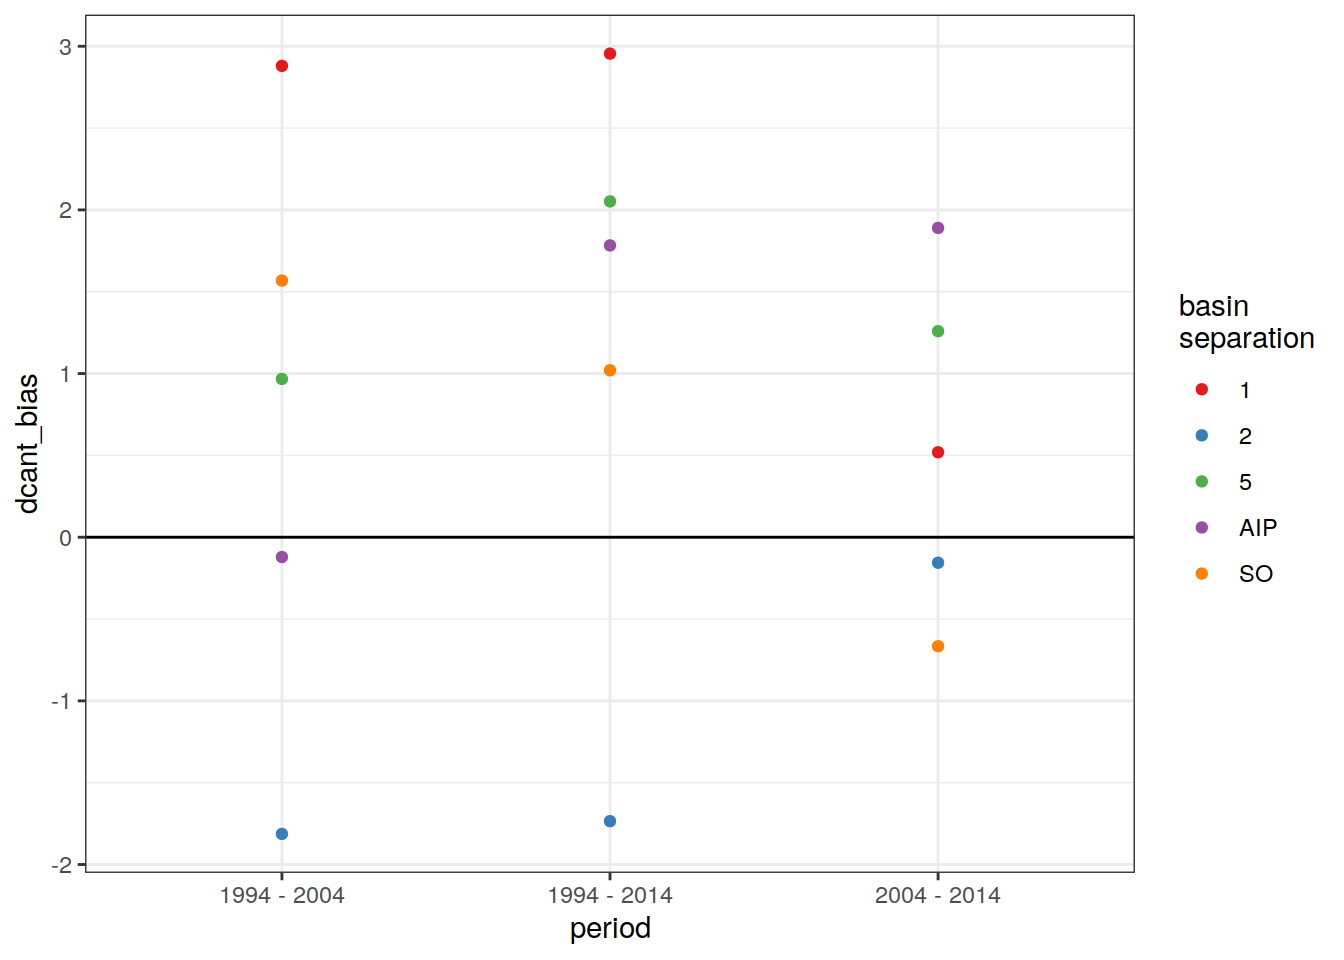 3
2
1
0
-1
-2
dcant_bias
1994 - 2004
1994 - 2014
2004 - 2014
period
basin
separation
1
2
5
AIP
SO